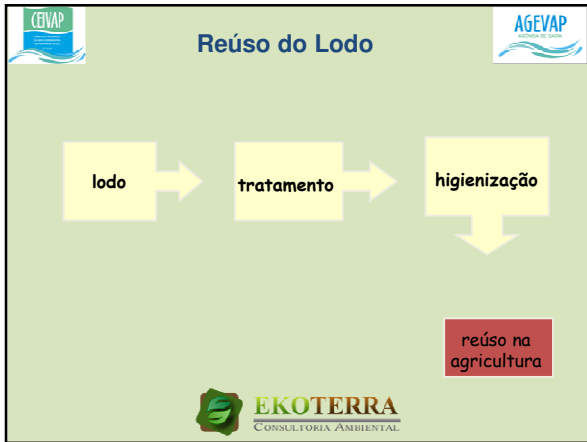 CEIVAP
Reúso do Lodo
AGEVAP
lodo
tratamento
higienização
reúso na
agricultura
EKOTERRA
CONSULTORIA AMBIENTAL